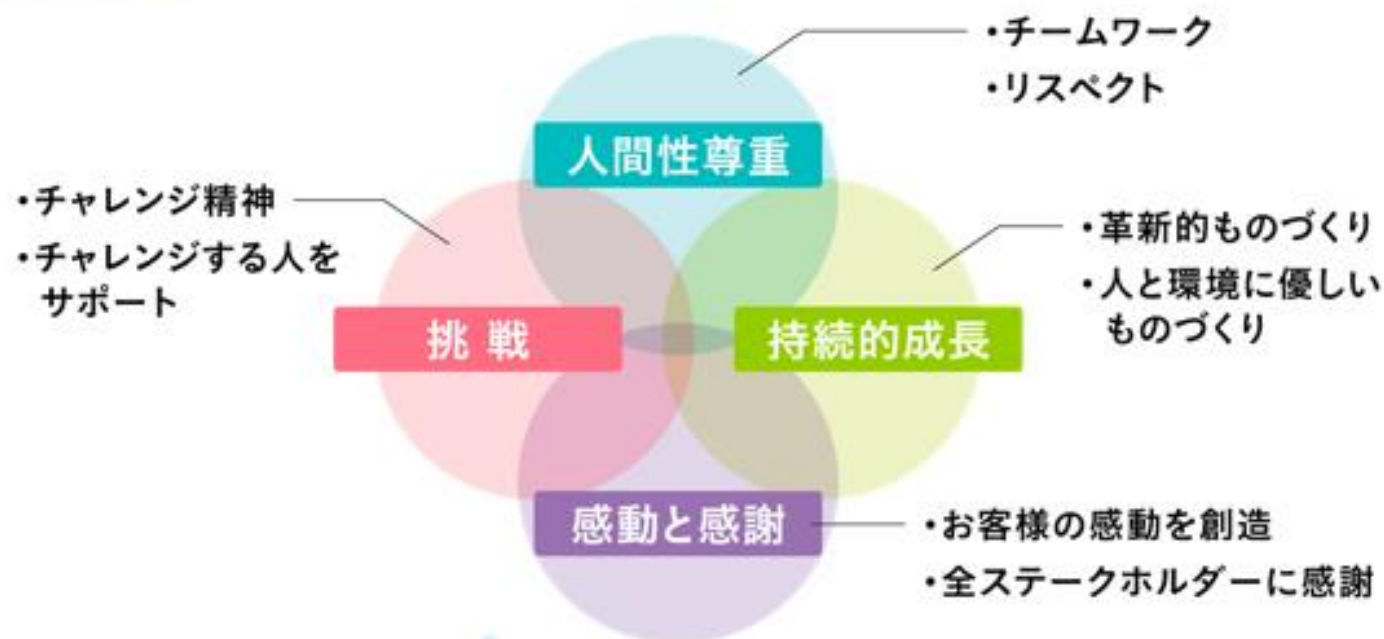 ・チームワーク
・リスペクト
人間性尊重
・チャレンジ精神
・チャレンジする人を
サポート
・革新的ものづくり
・人と環境に優しい
ものづくり
挑 戦
持続的成長
感動と感謝
・お客様の感動を創造
・全ステークホルダーに感謝